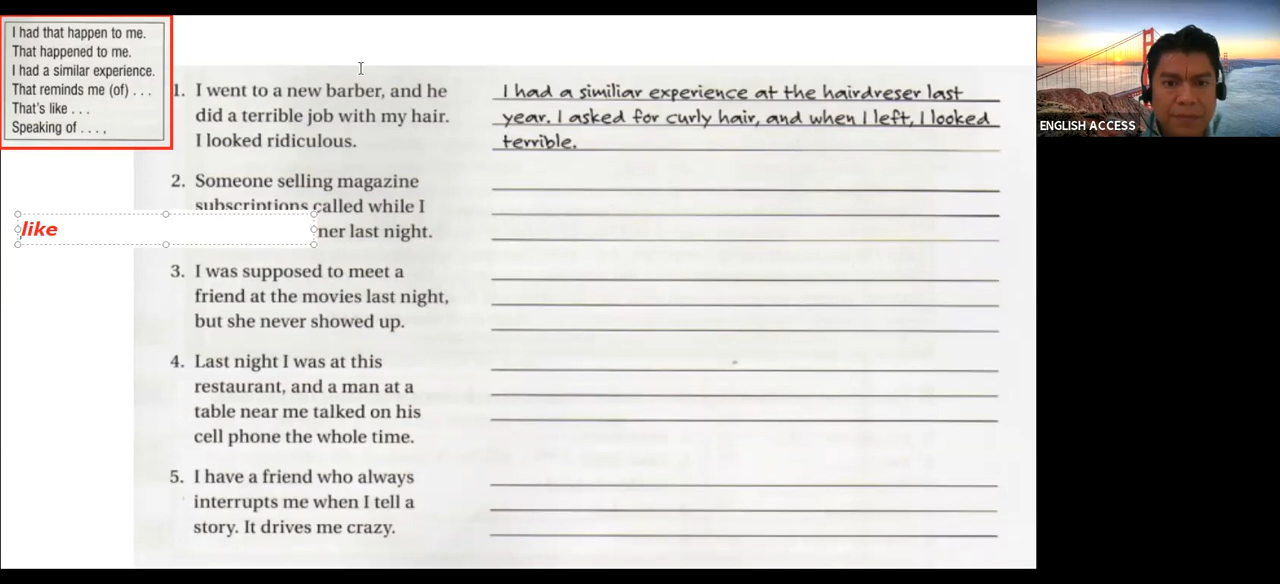 I had that happen to me.
That happened to me.
I had a similar experience.
That reminds me (of) . . .
That's like . . .
Speaking of . . . ,
1. I went to a new barber, and he
did a terrible job with my hair.
I looked ridiculous.
I had a similiar experience at the hairdreser last
year. I asked for curly hair, and when I left, I looked
terrible.
2. Someone selling magazine
subscriptions called while I
ner last night.
like
3. I was supposed to meet a
friend at the movies last night,
but she never showed up.
4. Last night I was at this
restaurant, and a man at a
table near me talked on his
cell phone the whole time.
5. I have a friend who always
interrupts me when I tell a
story. It drives me crazy.
ENGLISH ACCESS